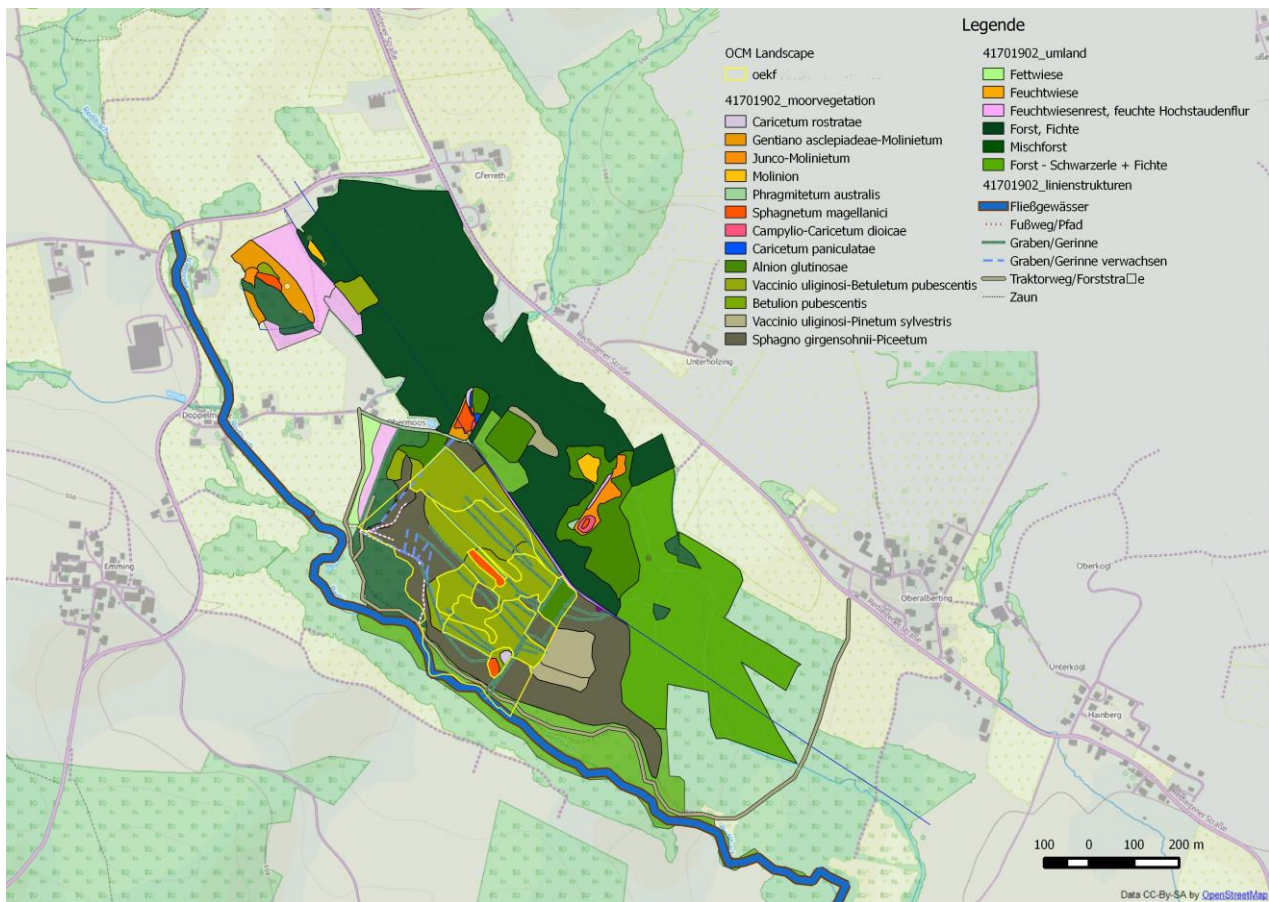 Legende
OCM Landscape
oekf
41701902_moorvegetation
Caricetum rostratae
Gentiano asclepiadeae-Molinietum
Junco-Molinietum
Molinion
Phragmitetum australis
Sphagnetum magellanici
Campylio-Caricetum dioicae
Caricetum paniculatae
Alnion glutinosae
Vaccinio uliginosi-Betuletum pubescentis
Betulion pubescentis
Vaccinio uliginosi-Pinetum sylvestris
Sphagno girgensohnii-Piceetum
41701902_umland
Fettwiese
Feuchtwiese
Feuchtwiesenrest, feuchte Hochstaudenflur
Forst, Fichte
Mischforst
Forst - Schwarzerle + Fichte
41701902_linienstrukturen
Fließgewässer
Fußweg/Pfad
Graben/Gerinne
Graben/Gerinne verwachsen
Traktorweg/Forststra□e
Zaun
Gferreth
Unterholzing
Emming
Oberalberting
Oberkogl
Unterkogl
Hainberg
100 0 100 200 m
Data CC-By-SA by OpenStreetMap